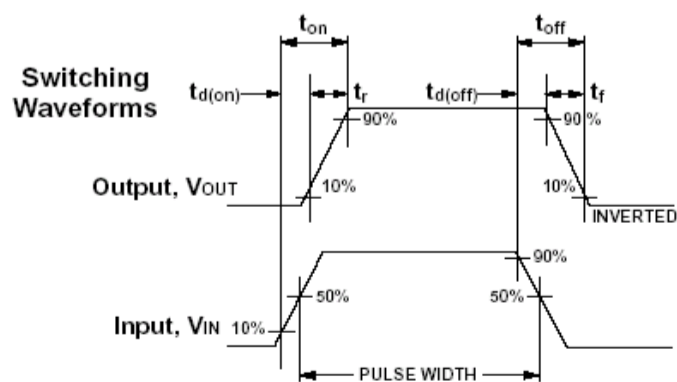 ton
toff
Switching
Waveforms
td(on)
tr
td(off)
tf
90%
90%
Output, VOUT
10%
10%
INVERTED
90%
50%
50%
Input, VIN
10%
PULSE WIDTH